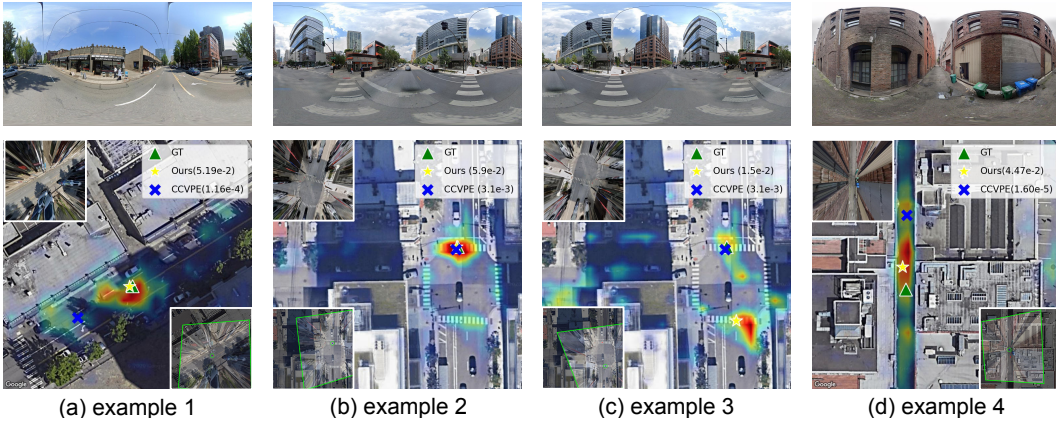 GT
Ours(5.19e-2)
CCVPE(1.16e-4)
Google
(a) example 1
GT
Ours(5.9e-2)
CCVPE (3.1e-3)
(b) example 2
GT
Ours (1.5e-2)
CCVPE (3.1e-3)
(c) example 3
GT
Ours(4.47e-2)
CCVPE(1.60e-5)
Google
(d) example 4